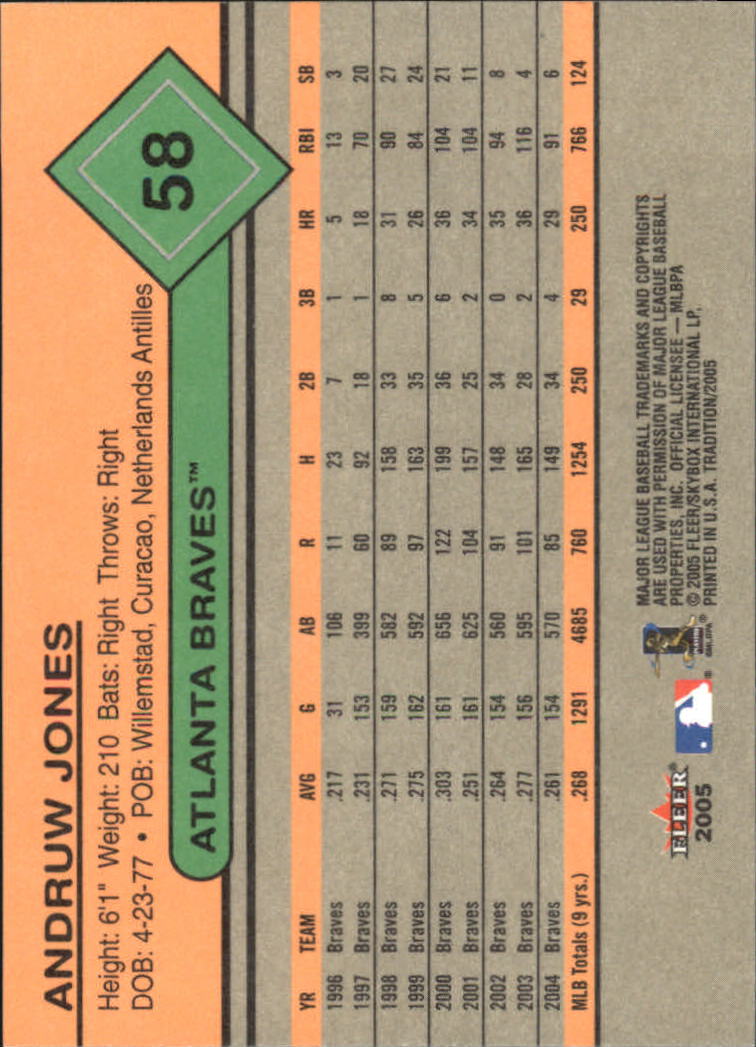 ANDRUW JONES
Height: 6'1" Weight: 210 Bats: Right Throws: Right
DOB: 4-23-77 • POB: Willemstad, Curacao, Netherlands Antilles
58
ATLANTA BRAVES™
YR TEAM AVG G AB R H 2B 3B HR RBI SB
1996 Braves .217 31 106 11 23 7 1 5 13 3
1997 Braves .231 153 399 60 92 18 1 18 70 20
1998 Braves .271 159 582 89 158 33 8 31 90 27
1999 Braves .275 162 592 97 163 35 5 26 84 24
2000 Braves .303 161 656 122 199 36 6 36 104 21
2001 Braves .251 161 625 104 157 25 2 34 104 11
2002 Braves .264 154 560 91 148 34 0 35 94 8
2003 Braves .277 156 595 101 165 28 2 36 116 4
2004 Braves .261 154 570 85 149 34 4 29 91 6
MLB Totals (9 yrs.) .268 1291 4685 760 1254 250 29 250 766 124
FLEER®
2005
®
®
©MLBPA
MAJOR LEAGUE BASEBALL TRADEMARKS AND COPYRIGHTS
ARE USED WITH PERMISSION OF MAJOR LEAGUE BASEBALL
PROPERTIES, INC. OFFICIAL LICENSEE — MLBPA
© 2005 FLEER/SKYBOX INTERNATIONAL LP.
PRINTED IN U.S.A. TRADITION/2005